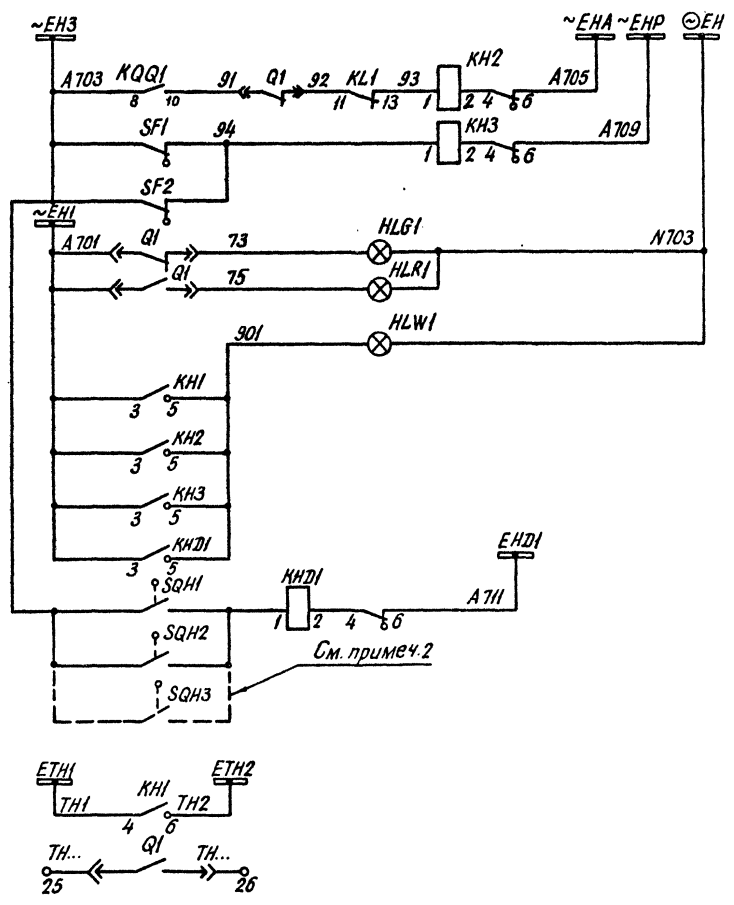 ~EH3 ~EHA ~EHP ~EH
A703 KQQ1 91 Q1 92 KL1 93 KH2 A705
8 10 11 13 1 2 4 6
SF1 94 KH3 A709
1 2 4 6
SF2
~EH1
A701 Q1 73 HLG1 N703
Q1 75 HLR1
901 HLW1
KH1
3 5
KH2
3 5
KH3
3 5
KHD1 EHD1
3 5
SQH1 KHD1 A711
1 2 4 6
SQH2
См. примеч. 2
SQH3
ETH1 ETH2
TH1 KH1 TH2
4 6
TH... Q1 TH...
25 26